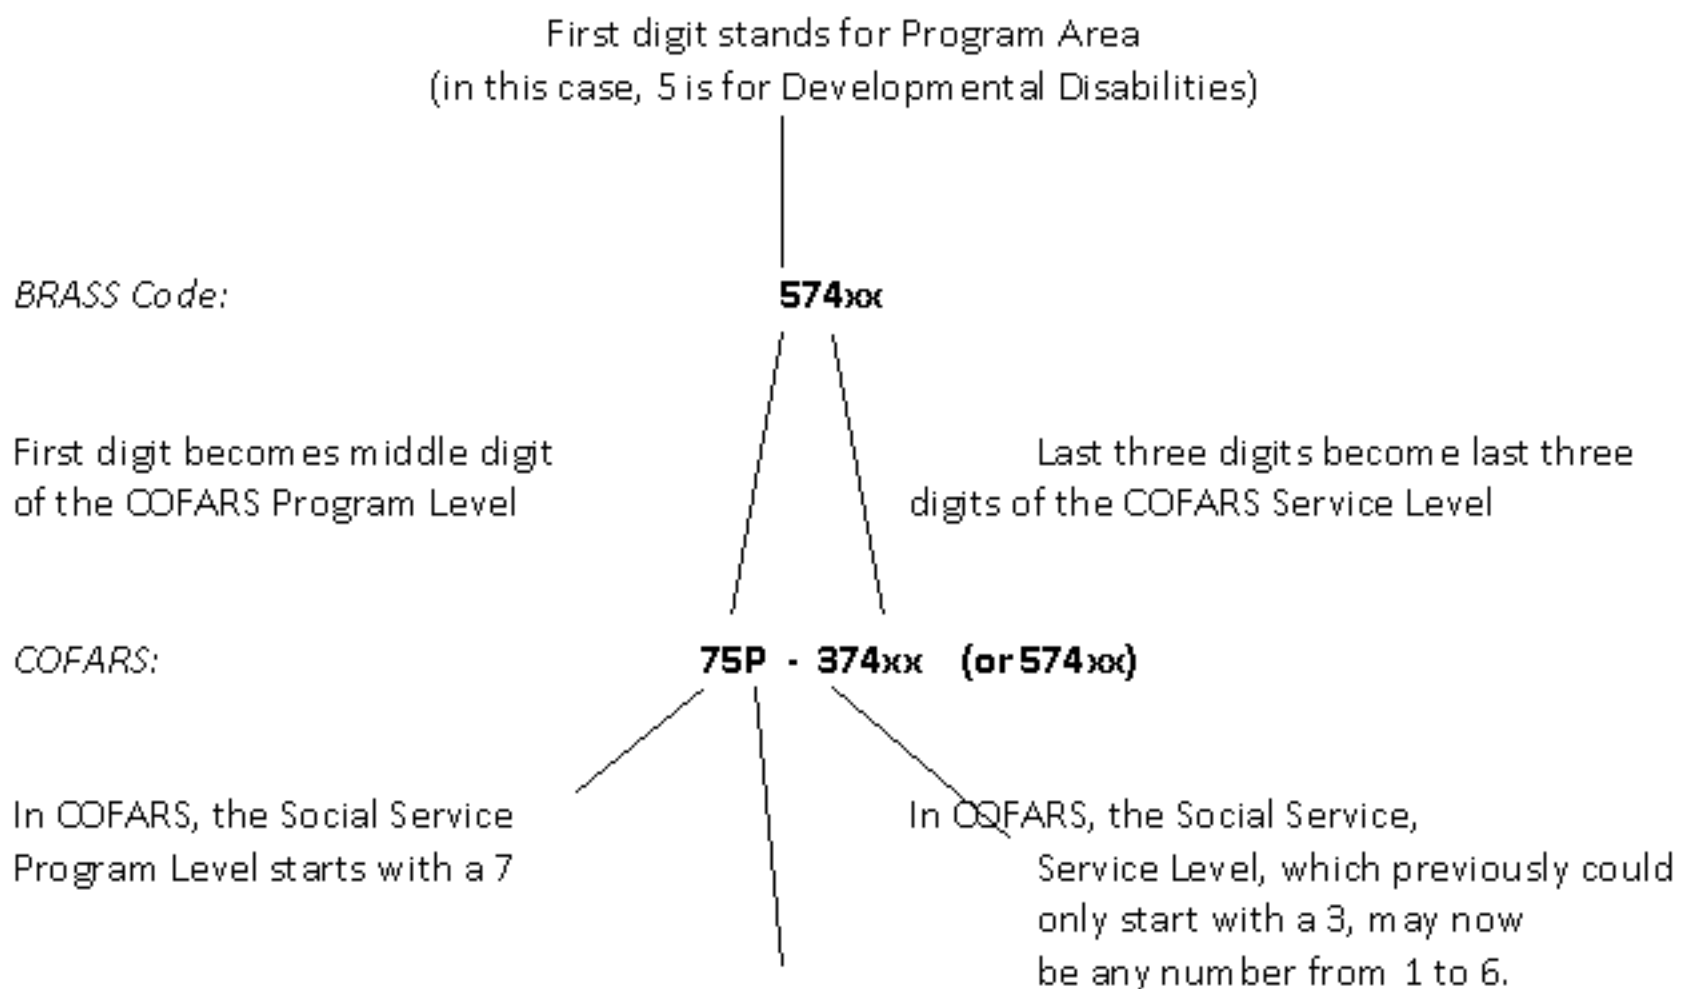 First digit stands for Program Area
(in this case, 5 is for Developmental Disabilities)
BRASS Code:
574xx
First digit becomes middle digit
of the COFARS Program Level
Last three digits become last three
digits of the COFARS Service Level
COFARS:
75P - 374xx (or 574xx)
In COFARS, the Social Service
Program Level starts with a 7
In COFARS, the Social Service,
Service Level, which previously could
only start with a 3, may now
be any number from 1 to 6.